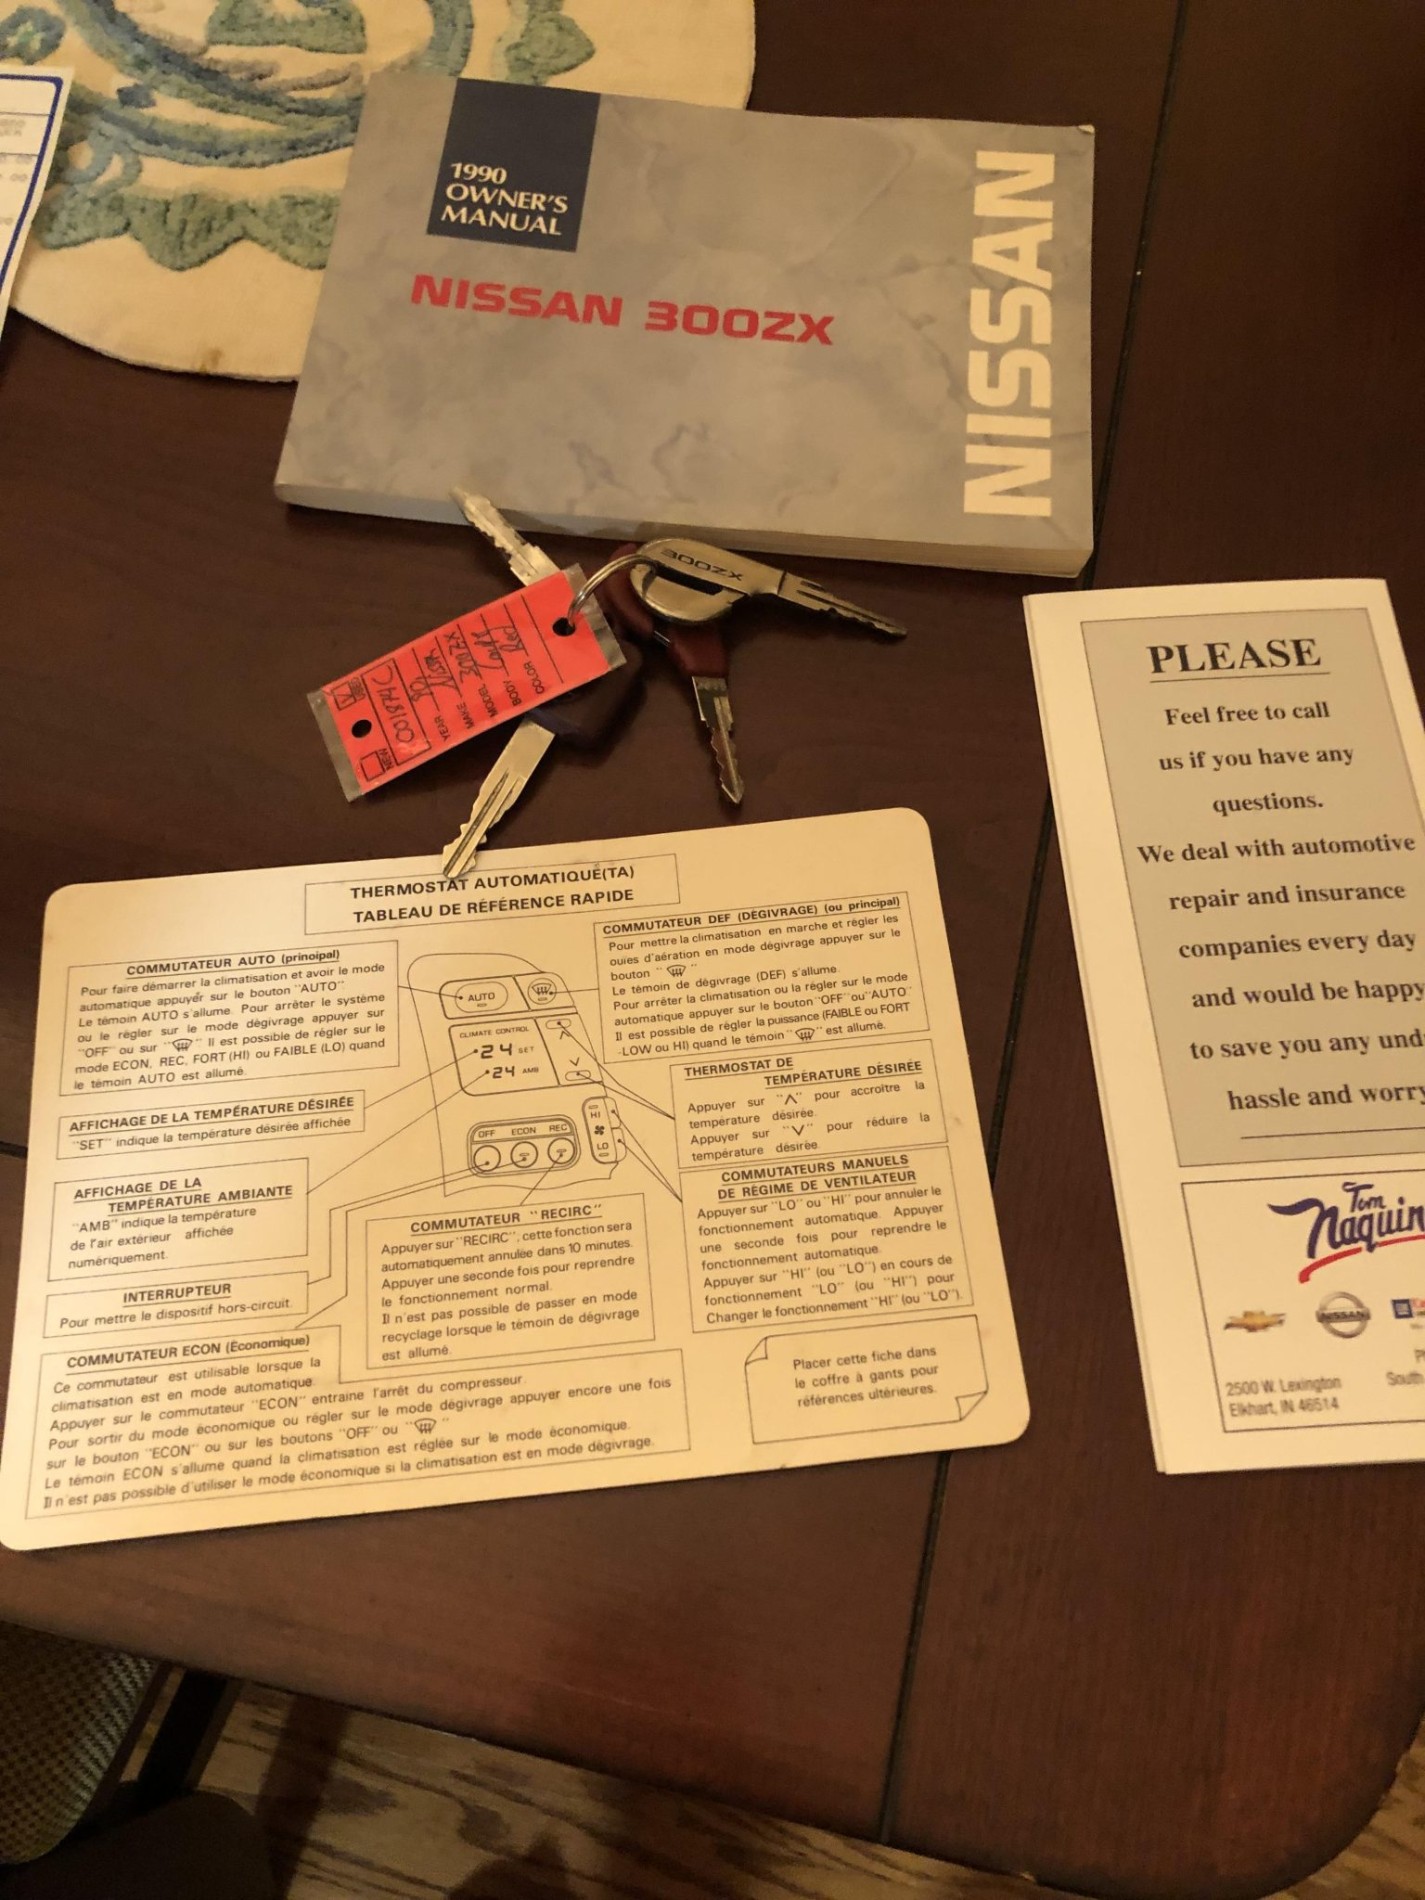 1990
OWNER'S
MANUAL
NISSAN 300ZX
NISSAN
300ZX
NEW
USED
001874C
YEAR 90
MAKE Nissan
MODEL 300ZX
BODY
COLOR Red
THERMOSTAT AUTOMATIQUE(TA)
TABLEAU DE RÉFÉRENCE RAPIDE
COMMUTATEUR AUTO (prinoipal)
Pour faire démarrer la climatisation et avoir le mode
automatique appuyer sur le bouton "AUTO"
Le témoin AUTO s'allume. Pour arrêter le système
ou le régler sur le mode dégivrage appuyer sur
"OFF" ou sur " " Il est possible de régler sur le
mode ECON, REC, FORT (HI) ou FAIBLE (LO) quand
le témoin AUTO est allumé.
AFFICHAGE DE LA TEMPÉRATURE DÉSIRÉE
"SET" indique la température désirée affichée
AFFICHAGE DE LA
TEMPÉRATURE AMBIANTE
"AMB" indique la température
de l'air extérieur affichée
numériquement.
INTERRUPTEUR
Pour mettre le dispositif hors-circuit.
COMMUTATEUR ECON (Économique)
Ce commutateur est utilisable lorsque la
climatisation est en mode automatique.
Appuyer sur le commutateur "ECON" entraine l'arrêt du compresseur.
Pour sortir du mode économique ou régler sur le mode dégivrage appuyer encore une fois
sur le bouton "ECON" ou sur les boutons "OFF" ou " "
Le témoin ECON s'allume quand la climatisation est réglée sur le mode économique.
Il n'est pas possible d'utiliser le mode économique si la climatisation est en mode dégivrage.
AUTO
CLIMATE CONTROL
24 SET
24 AMB
OFF ECON REC
HI
LO
COMMUTATEUR "RECIRC"
Appuyer sur "RECIRC", cette fonction sera
automatiquement annulée dans 10 minutes.
Appuyer une seconde fois pour reprendre
le fonctionnement normal.
Il n'est pas possible de passer en mode
recyclage lorsque le témoin de dégivrage
est allumé.
COMMUTATEUR DEF (DÉGIVRAGE) (ou principal)
Pour mettre la climatisation en marche et régler les
ouïes d'aération en mode dégivrage appuyer sur le
bouton " "
Le témoin de dégivrage (DEF) s'allume.
Pour arrêter la climatisation ou la régler sur le mode
automatique appuyer sur le bouton "OFF" ou "AUTO"
Il est possible de régler la puissance (FAIBLE ou FORT
-LOW ou HI) quand le témoin " " est allumé.
THERMOSTAT DE
TEMPÉRATURE DÉSIRÉE
Appuyer sur "Λ" pour accroître la
température désirée.
Appuyer sur "V" pour réduire la
température désirée.
COMMUTATEURS MANUELS
DE RÉGIME DE VENTILATEUR
Appuyer sur "LO" ou "HI" pour annuler le
fonctionnement automatique. Appuyer
une seconde fois pour reprendre le
fonctionnement automatique.
Appuyer sur "HI" (ou "LO") en cours de
fonctionnement "LO" (ou "HI") pour
Changer le fonctionnement "HI" (ou "LO").
Placer cette fiche dans
le coffre à gants pour
références ultérieures.
PLEASE
Feel free to call
us if you have any
questions.
We deal with automotive
repair and insurance
companies every day
and would be happy
to save you any und
hassle and worry
Tom
Naquin
NISSAN
2500 W. Lexington
Elkhart, IN 46514
South